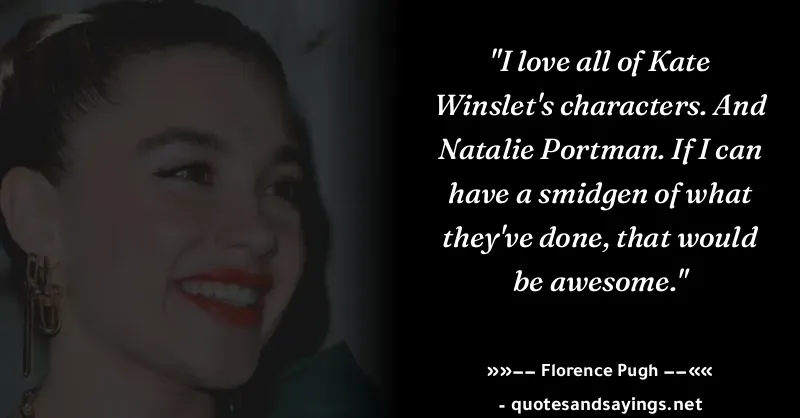 "I love all of Kate
Winslet's characters. And
Natalie Portman. If I can
have a smidgen of what
they've done, that would
be awesome."
»»–– Florence Pugh ––««
- quotesandsayings.net